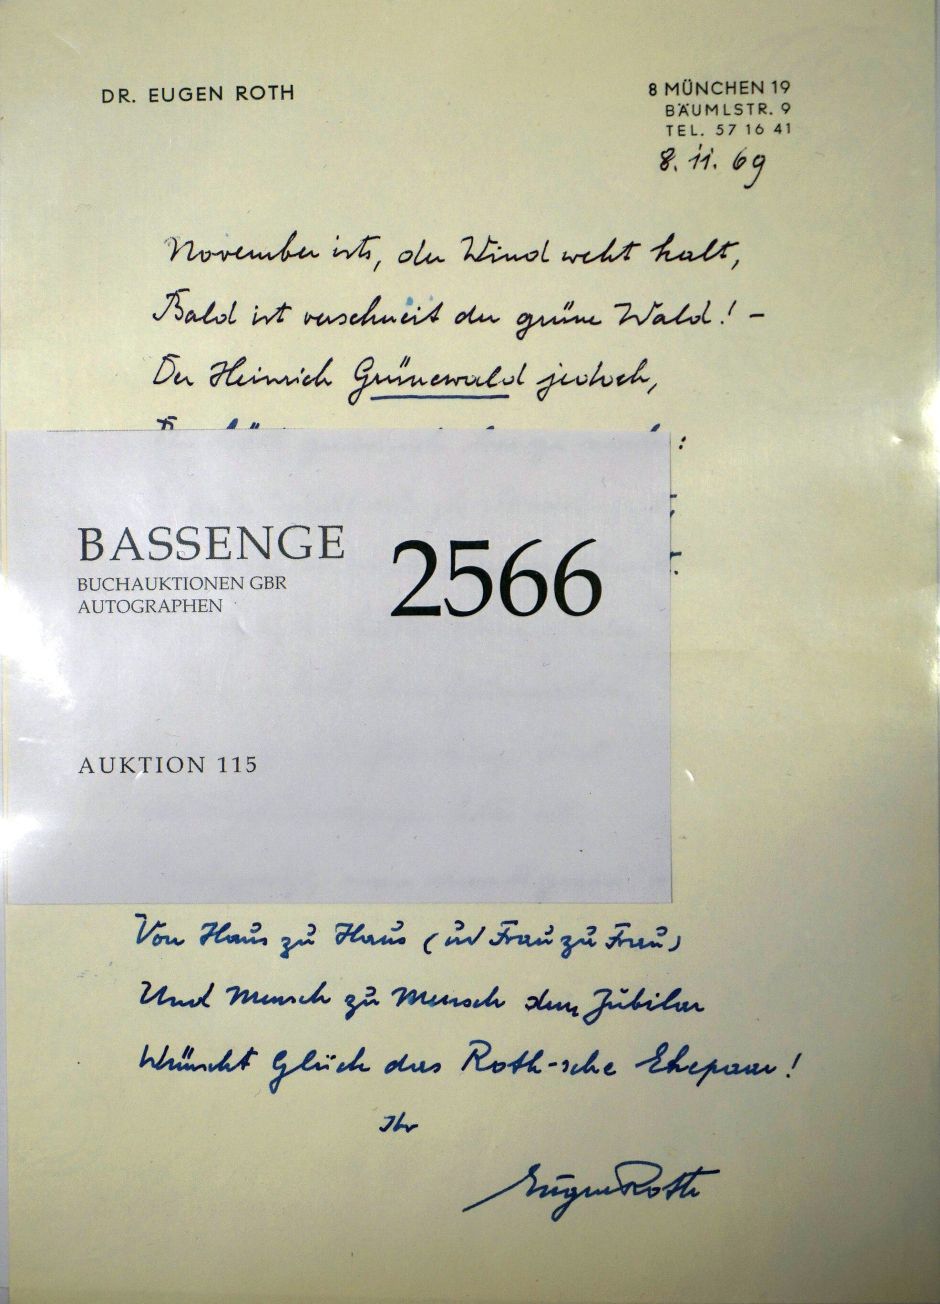 DR. EUGEN ROTH
8 MÜNCHEN 19
BÄUMLSTR. 9
TEL. 57 16 41
8. 11. 69
November ists, der Wind weht kalt,
Bald ist verschneit der grüne Wald! –
Der Heinrich Grünewald jedoch,
:
BASSENGE
BUCHAUKTIONEN GBR
AUTOGRAPHEN
2566
AUKTION 115
Von Haus zu Haus (ud Frau zu Frau)
Und Mensch zu Mensch dem Jubilar
Wünscht Glück das Roth-sche Ehepaar!
Ihr
Eugen Roth